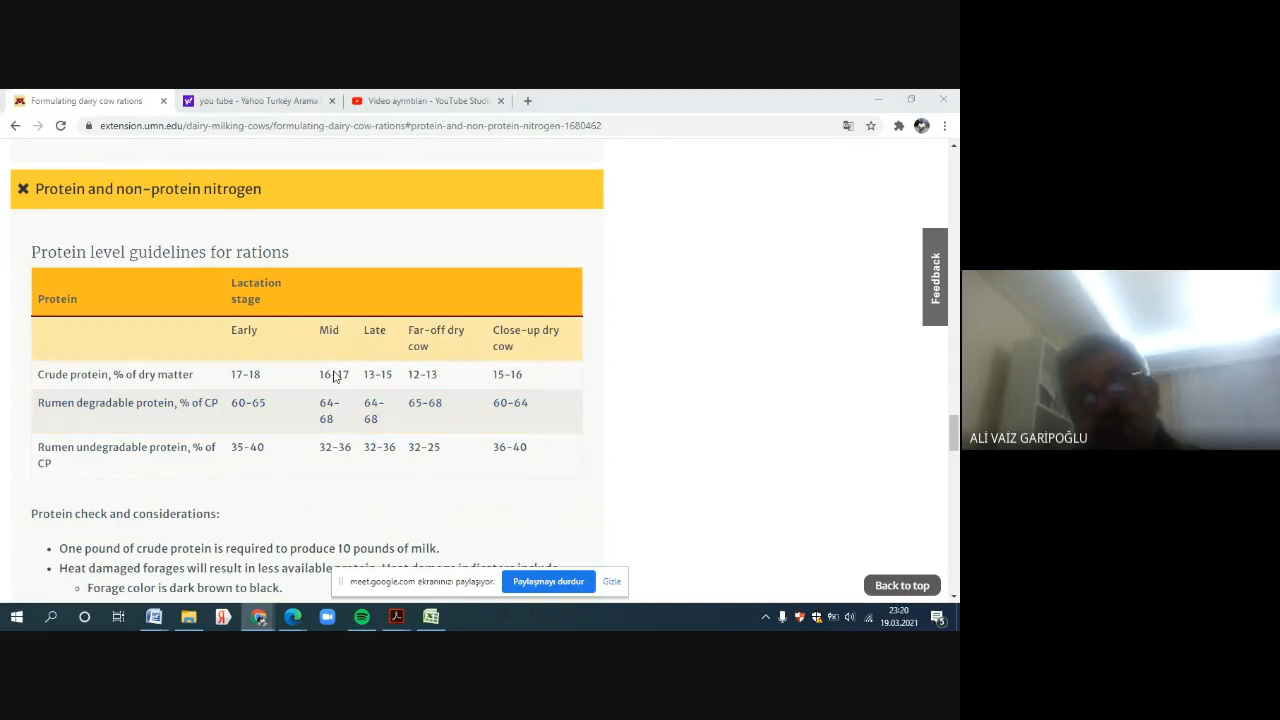 Formulating dairy cow rations
you tube - Yahoo Turkey Arama
Video ayrıntıları - YouTube Studi
extension.umn.edu/dairy-milking-cows/formulating-dairy-cow-rations#protein-and-non-protein-nitrogen-1680462
Protein and non-protein nitrogen
Protein level guidelines for rations
Protein Lactation
stage
Early Mid Late Far-off dry
cow Close-up dry
cow
Crude protein, % of dry matter 17-18 16-17 13-15 12-13 15-16
Rumen degradable protein, % of CP 60-65 64-
68 64-
68 65-68 60-64
Rumen undegradable protein, % of
CP 35-40 32-36 32-36 32-25 36-40
Protein check and considerations:
• One pound of crude protein is required to produce 10 pounds of milk.
• Heat damaged forages will result in less available protein. Heat damage indicators include
Forage color is dark brown to black.
meet.google.com ekranınızı paylaşıyor.
Paylaşmayı durdur
Gizle
Feedback
Back to top
23:20
19.03.2021
5
ALİ VAİZ GARİPOĞLU